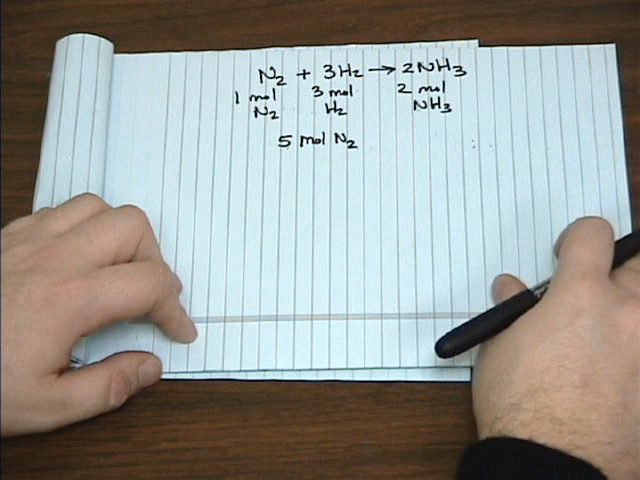 N₂ + 3H₂ → 2NH₃
1 mol 3 mol 2 mol
N₂ H₂ NH₃
5 mol N₂